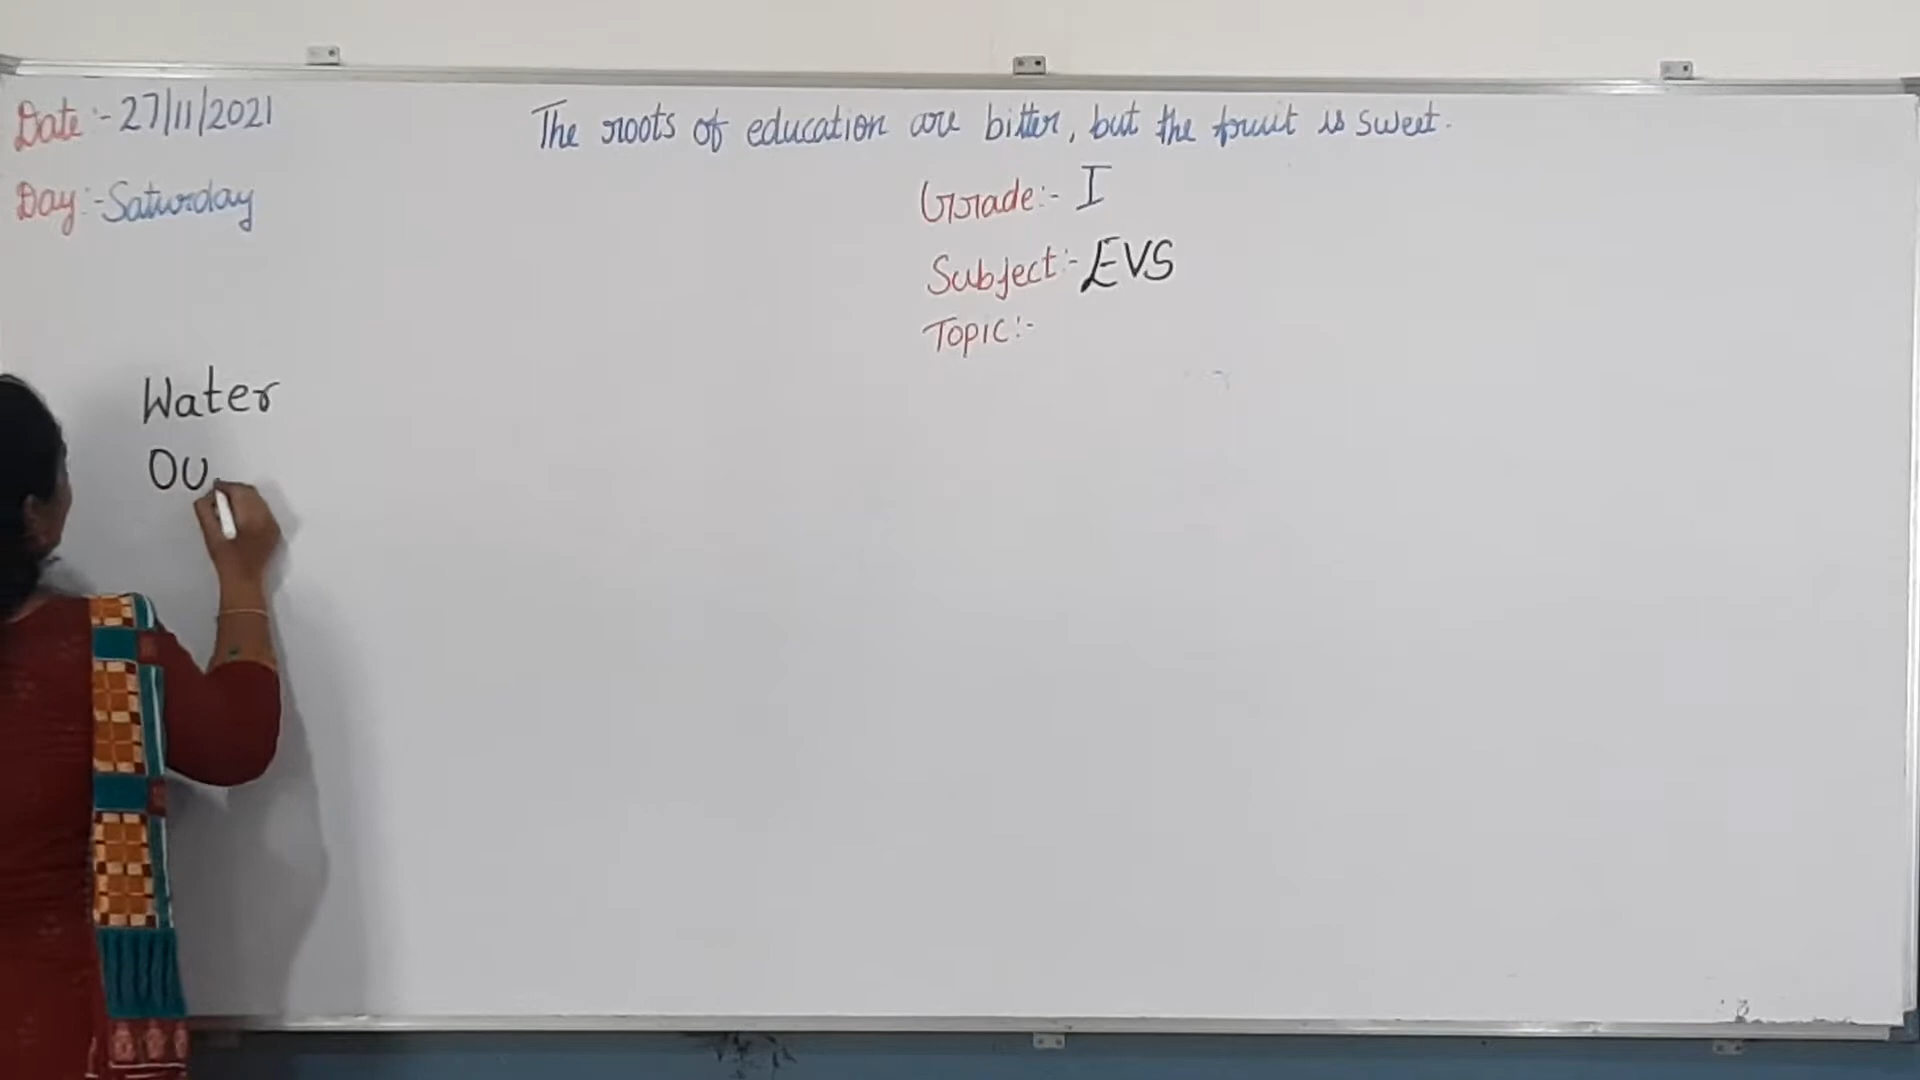 Date:- 27/11/2021
The roots of education are bitter, but the fruit is sweet.
Day:- Saturday
Grade:- I
Subject:- EVS
Topic:-
Water
Ou